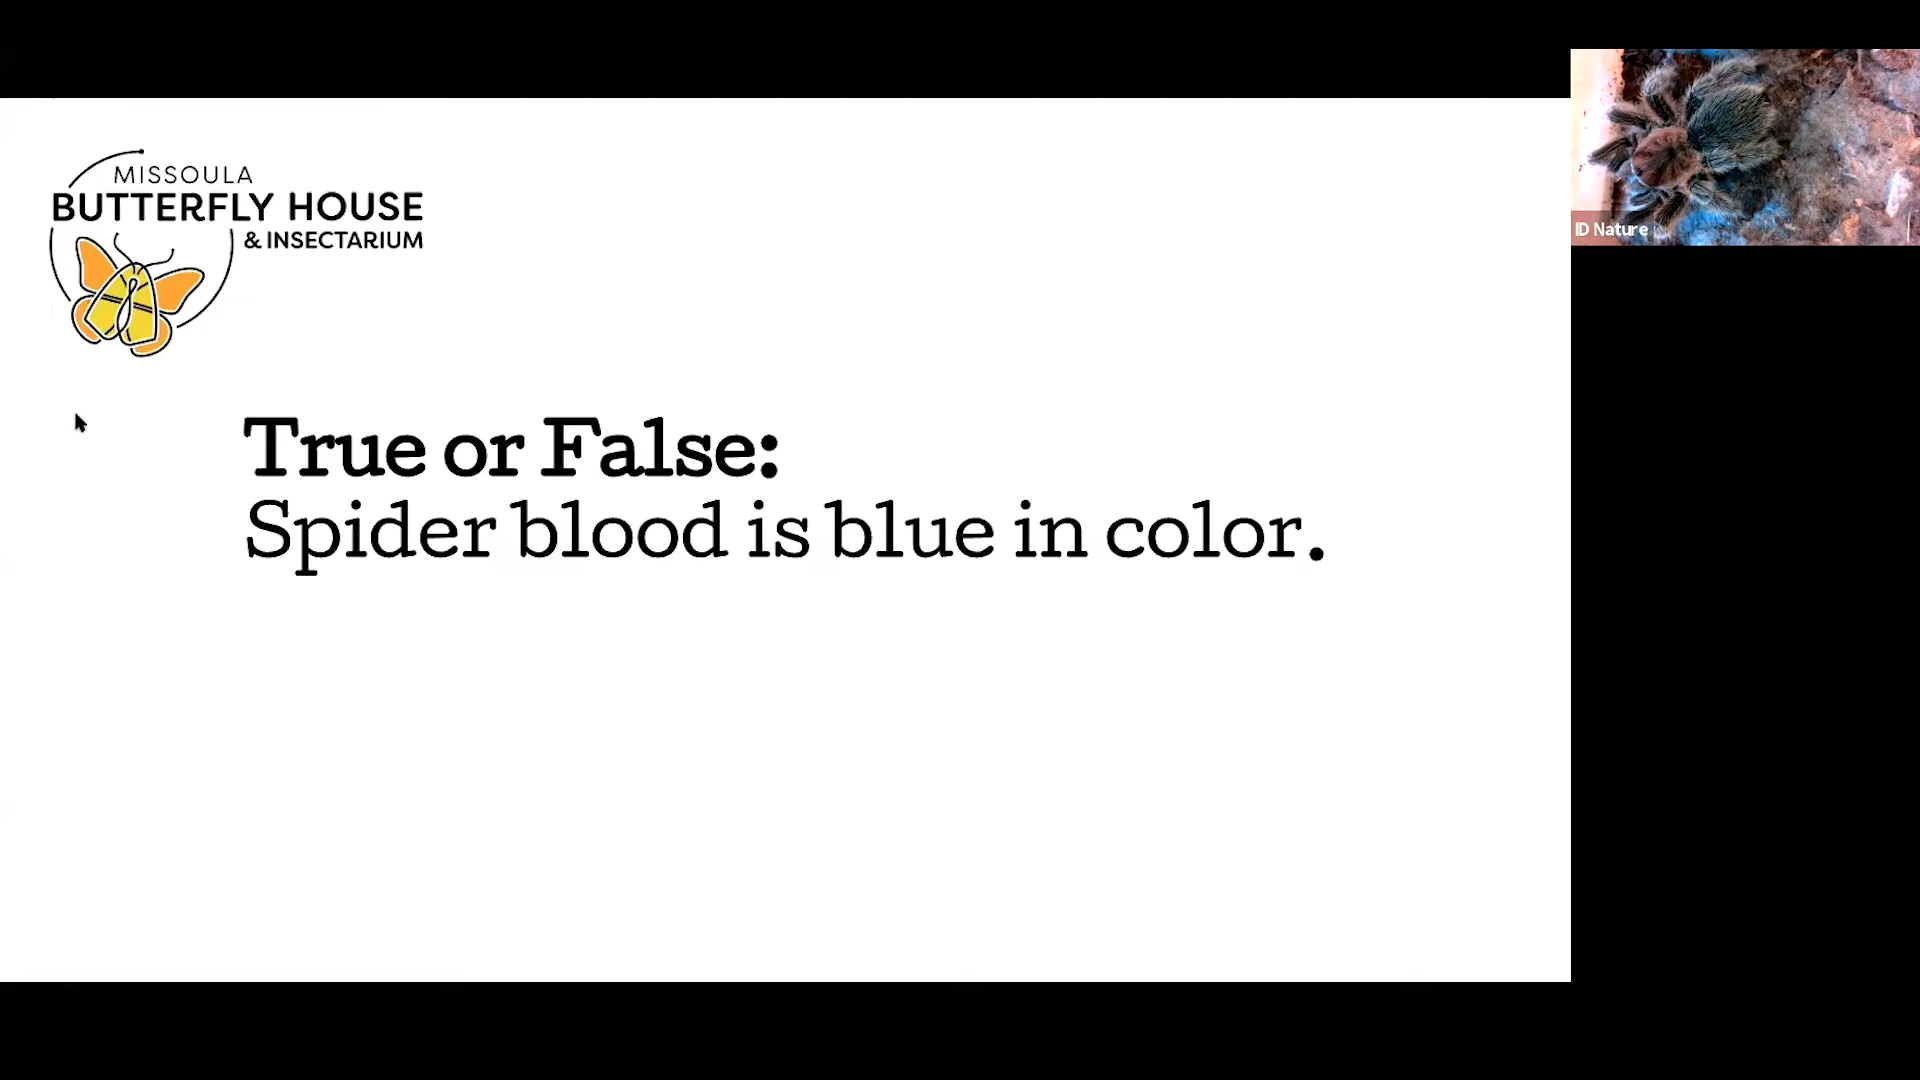 MISSOULA
BUTTERFLY HOUSE
& INSECTARIUM
True or False:
Spider blood is blue in color.
ID Nature